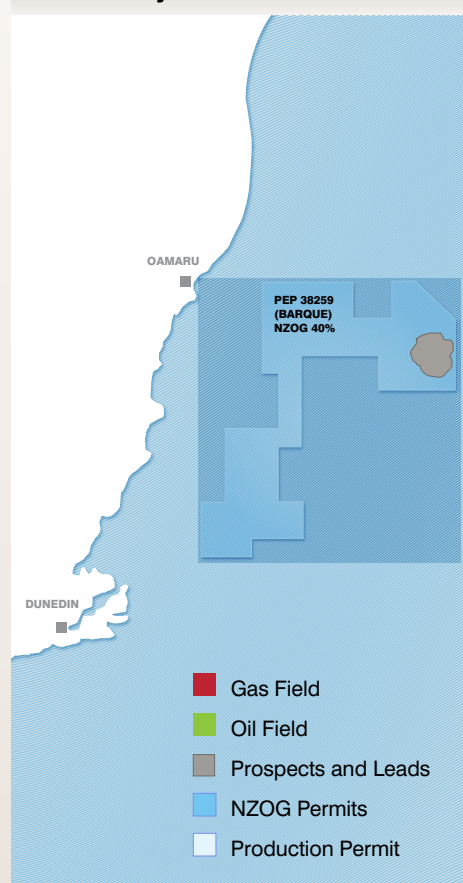 OAMARU
PEP 38259
(BARQUE)
NZOG 40%
DUNEDIN
Gas Field
Oil Field
Prospects and Leads
NZOG Permits
Production Permit